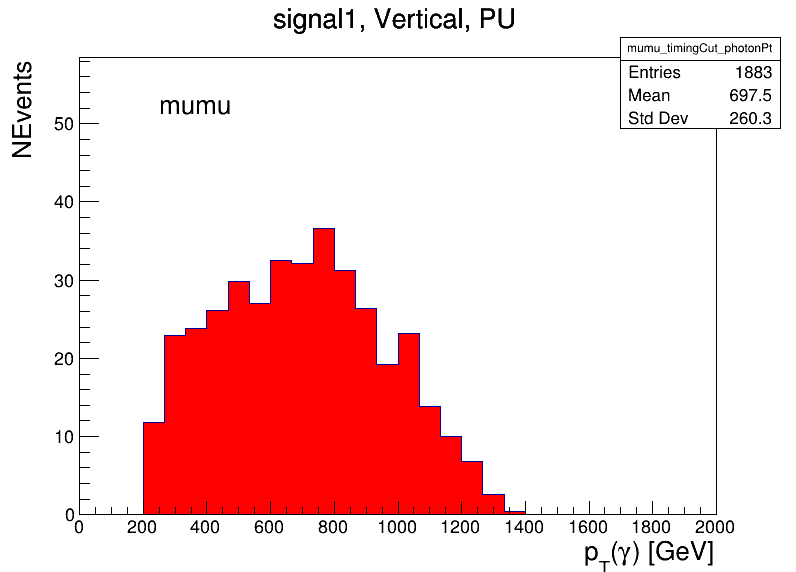 signal1, Vertical, PU
mumu_timingCut_photonPt
Entries 1883
Mean 697.5
Std Dev 260.3
NEvents
mumu
50
40
30
20
10
0
0 200 400 600 800 1000 1200 1400 1600 1800 2000
p_T(γ) [GeV]